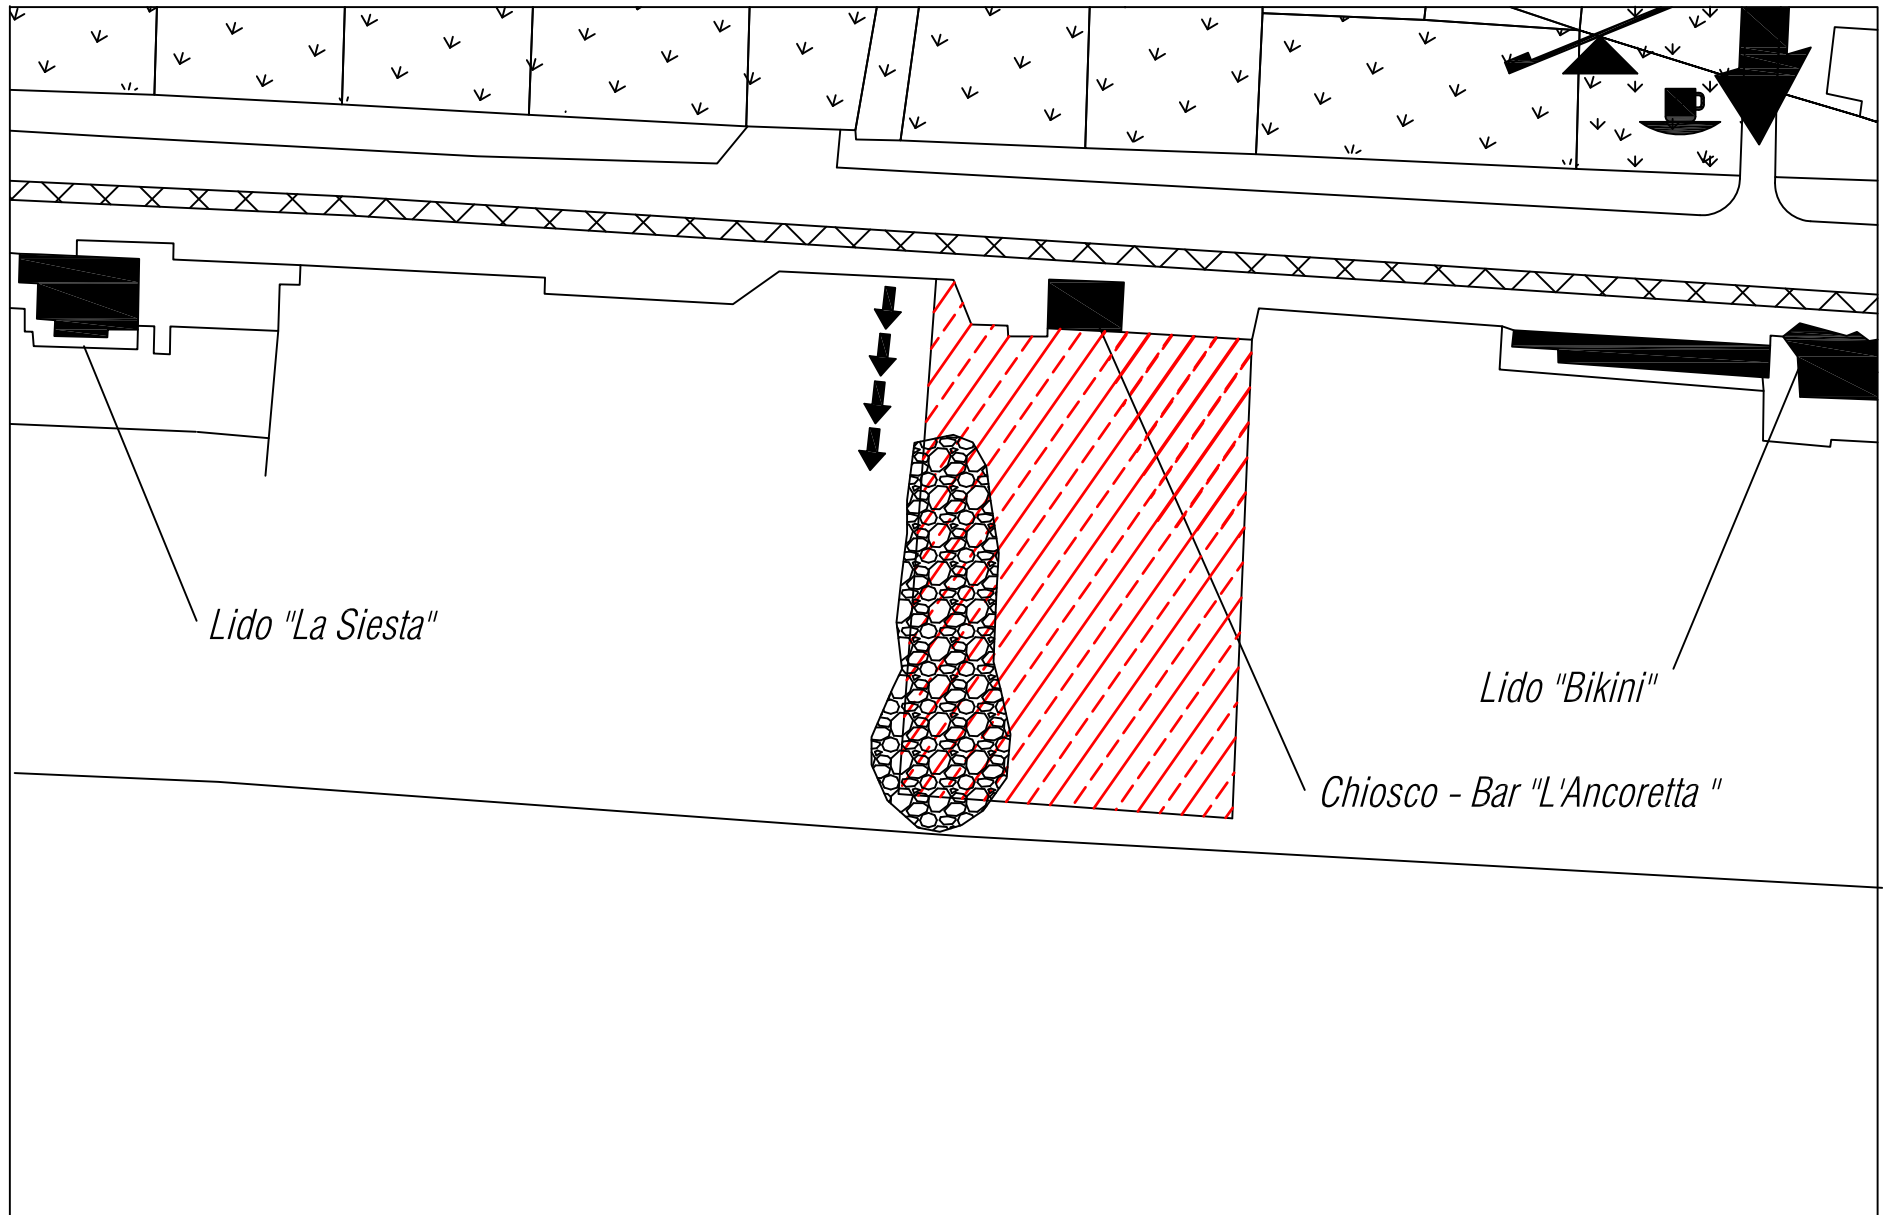 Lido "La Siesta"
Lido "Bikini"
Chiosco - Bar "L'Ancoretta "